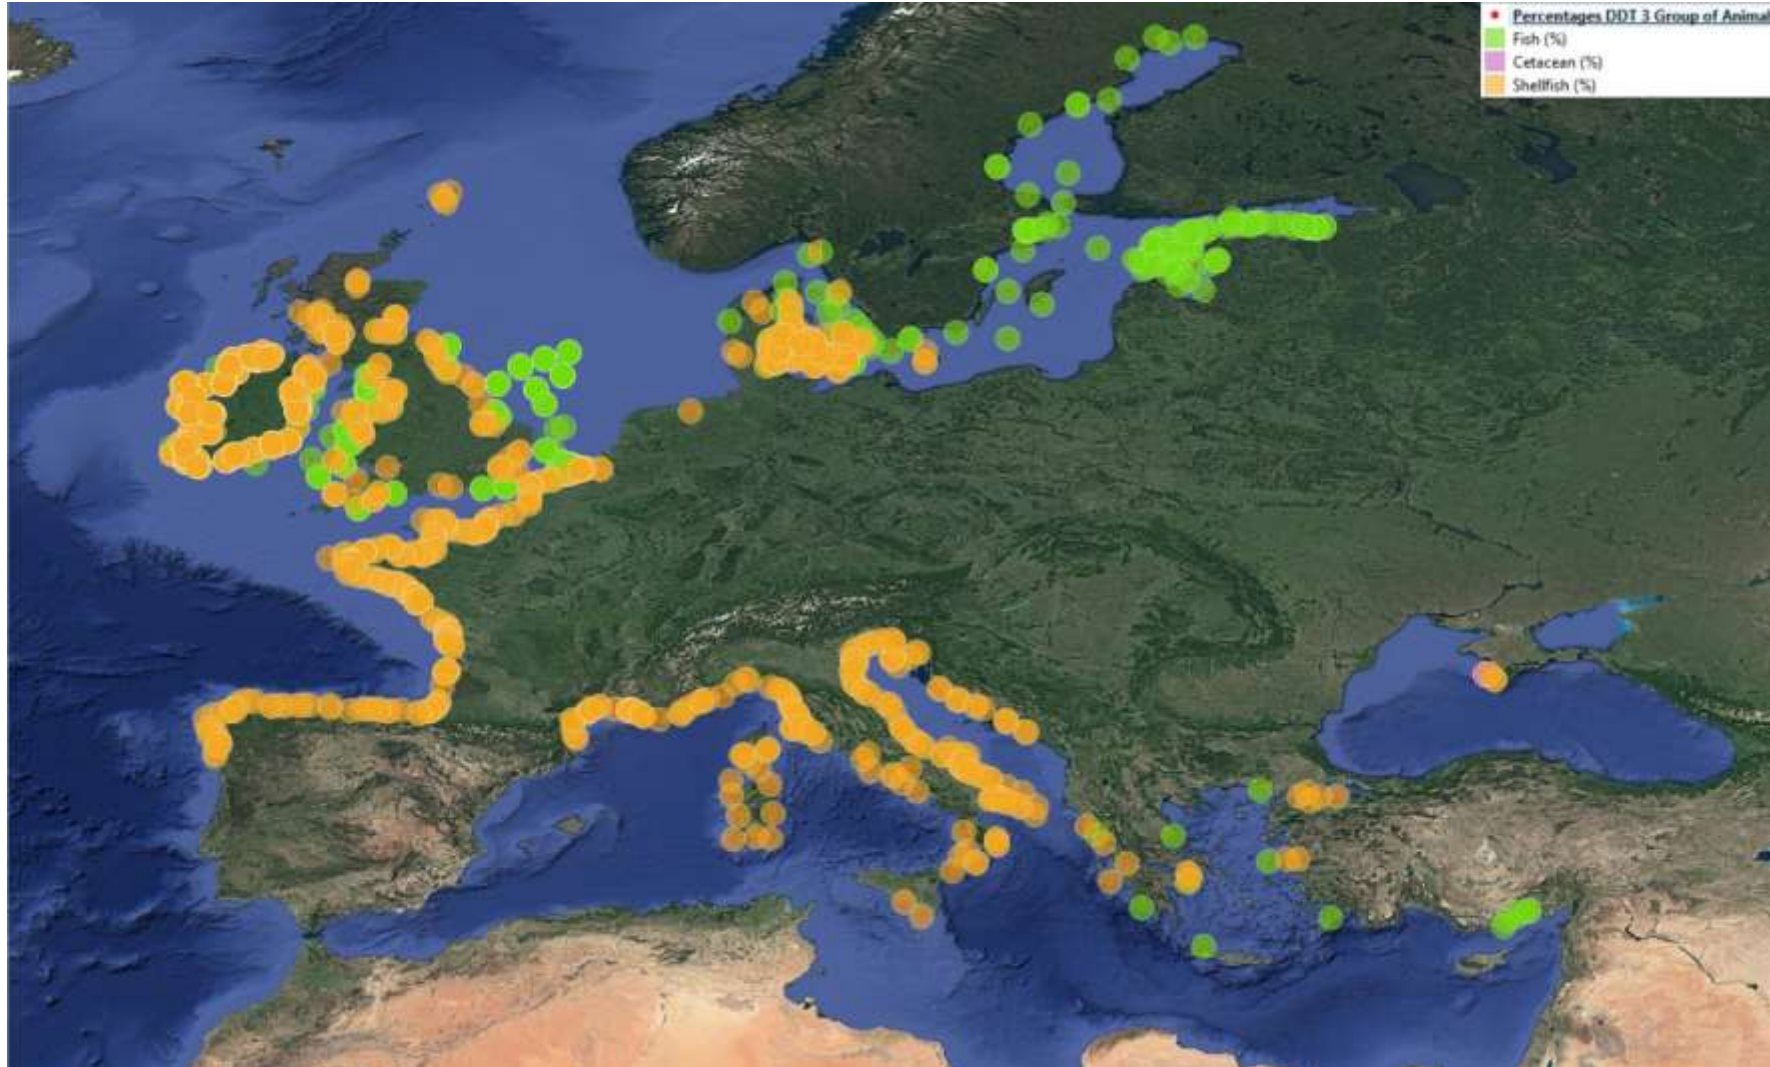 Percentages DDT 3 Group of Animal
Fish (%)
Cetacean (%)
Shellfish (%)